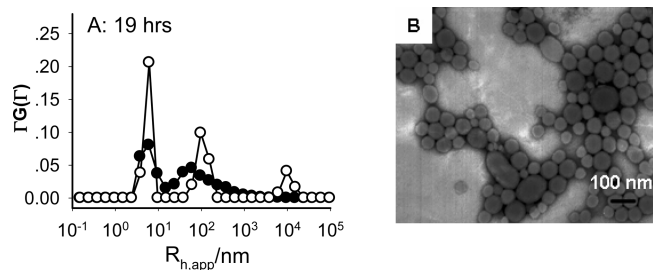 A: 19 hrs
B
ΓG(Γ)
.25
.20
.15
.10
.05
0.00
10⁻¹ 10⁰ 10¹ 10² 10³ 10⁴ 10⁵
Rh,app/nm
100 nm